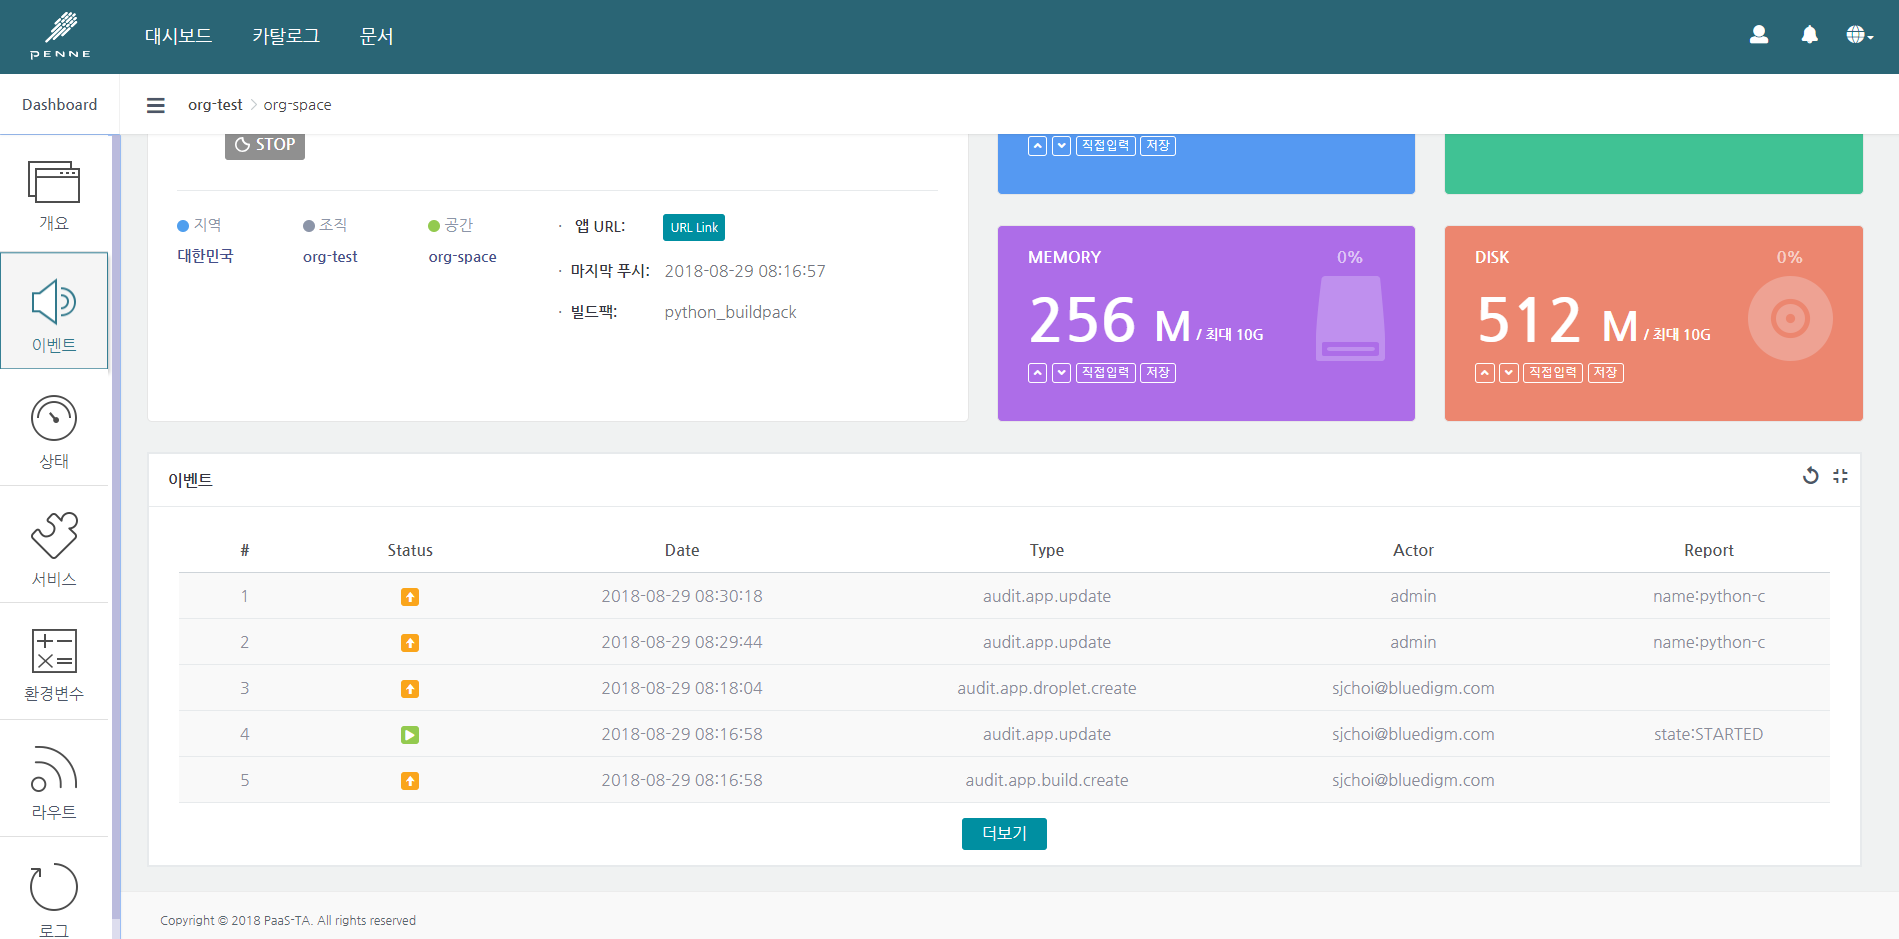 PENNE
대시보드 카탈로그 문서
Dashboard
org-test > org-space
개요
이벤트
상태
서비스
환경변수
라우트
로그
STOP
직접입력 저장
지역 조직 공간
대한민국 org-test org-space
· 앱 URL: URL Link
· 마지막 푸시: 2018-08-29 08:16:57
· 빌드팩: python_buildpack
MEMORY 0%
256 M / 최대 10G
직접입력 저장
DISK 0%
512 M / 최대 10G
직접입력 저장
이벤트
# Status Date Type Actor Report
1 2018-08-29 08:30:18 audit.app.update admin name:python-c
2 2018-08-29 08:29:44 audit.app.update admin name:python-c
3 2018-08-29 08:18:04 audit.app.droplet.create sjchoi@bluedigm.com
4 2018-08-29 08:16:58 audit.app.update sjchoi@bluedigm.com state:STARTED
5 2018-08-29 08:16:58 audit.app.build.create sjchoi@bluedigm.com
더보기
Copyright © 2018 PaaS-TA. All rights reserved